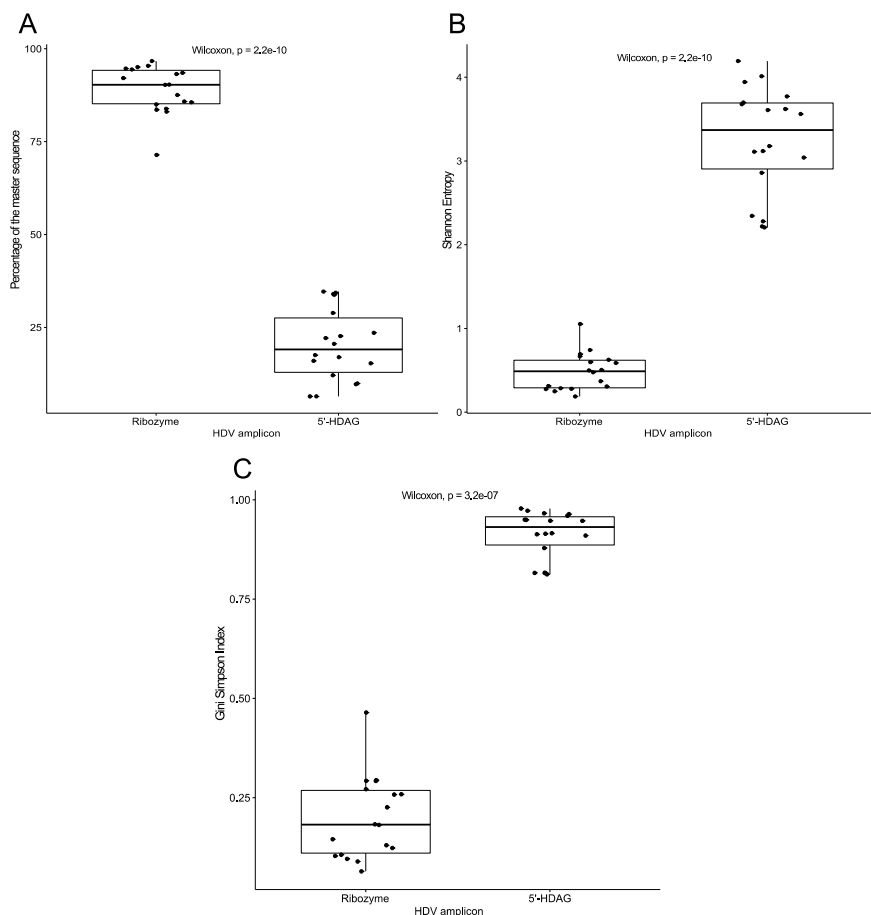 A
Wilcoxon, p = 2.2e-10
100
75
50
25
Percentage of the master sequence
Ribozyme
5'-HDAG
HDV amplicon
B
Wilcoxon, p = 2.2e-10
4
3
2
1
0
Shannon Entropy
Ribozyme
5'-HDAG
HDV amplicon
C
Wilcoxon, p = 3.2e-07
1.00
0.75
0.50
0.25
Gini Simpson Index
Ribozyme
5'-HDAG
HDV amplicon